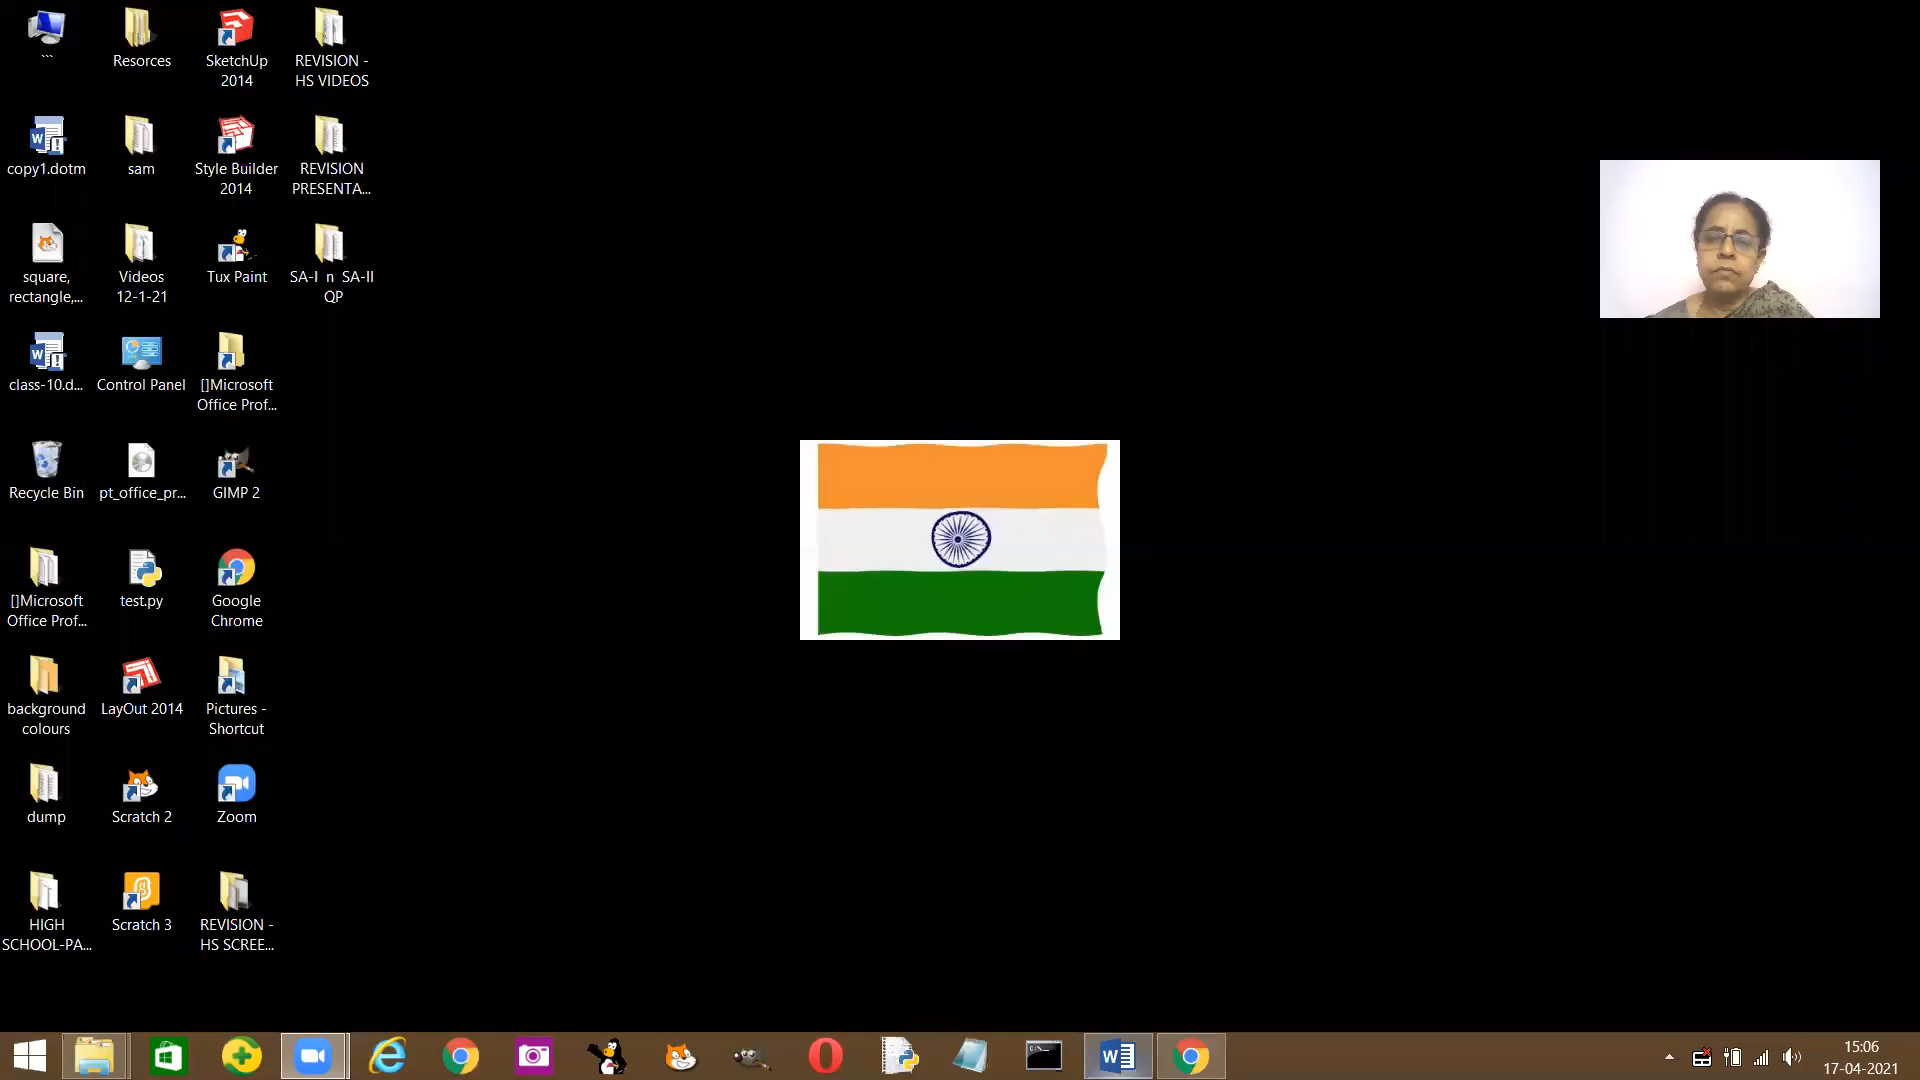 ```
Resorces
SketchUp
2014
REVISION -
HS VIDEOS
copy1.dotm
sam
Style Builder
2014
REVISION
PRESENTA...
square,
rectangle,...
Videos
12-1-21
Tux Paint
SA-I n SA-II
QP
class-10.d...
Control Panel
[]Microsoft
Office Prof...
Recycle Bin
pt_office_pr...
GIMP 2
[]Microsoft
Office Prof...
test.py
Google
Chrome
background
colours
LayOut 2014
Pictures -
Shortcut
dump
Scratch 2
Zoom
HIGH
SCHOOL-PA...
Scratch 3
REVISION -
HS SCREE...
15:06
17-04-2021